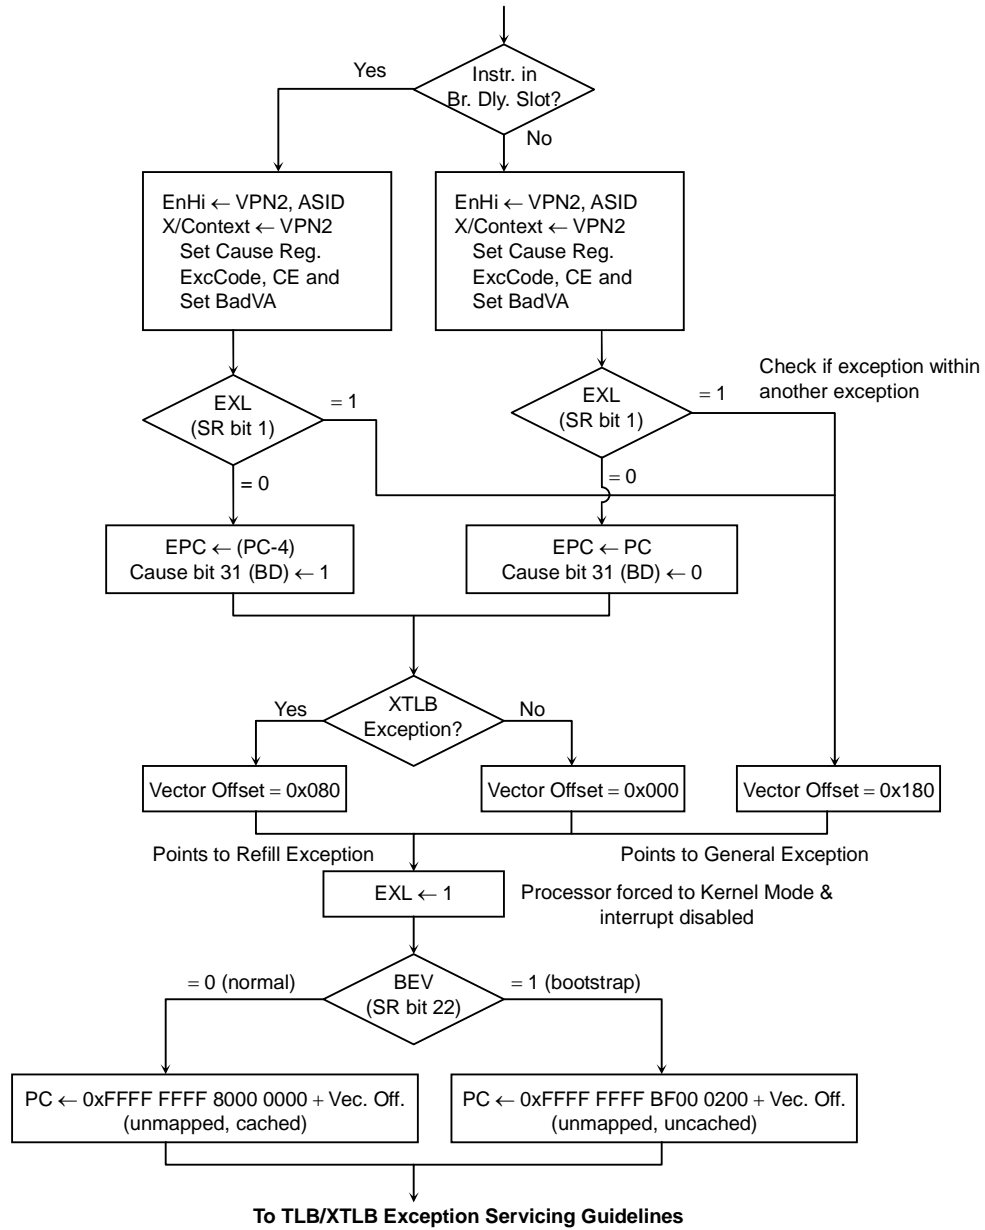 Instr. in
Br. Dly. Slot?
Yes
No
EnHi ← VPN2, ASID
X/Context ← VPN2
Set Cause Reg.
ExcCode, CE and
Set BadVA
EnHi ← VPN2, ASID
X/Context ← VPN2
Set Cause Reg.
ExcCode, CE and
Set BadVA
Check if exception within
another exception
EXL
(SR bit 1)
= 1
= 0
EXL
(SR bit 1)
= 1
= 0
EPC ← (PC-4)
Cause bit 31 (BD) ← 1
EPC ← PC
Cause bit 31 (BD) ← 0
XTLB
Exception?
Yes
No
Vector Offset = 0x080
Vector Offset = 0x000
Vector Offset = 0x180
Points to Refill Exception
Points to General Exception
EXL ← 1
Processor forced to Kernel Mode &
interrupt disabled
BEV
(SR bit 22)
= 0 (normal)
= 1 (bootstrap)
PC ← 0xFFFF FFFF 8000 0000 + Vec. Off.
(unmapped, cached)
PC ← 0xFFFF FFFF BF00 0200 + Vec. Off.
(unmapped, uncached)
To TLB/XTLB Exception Servicing Guidelines